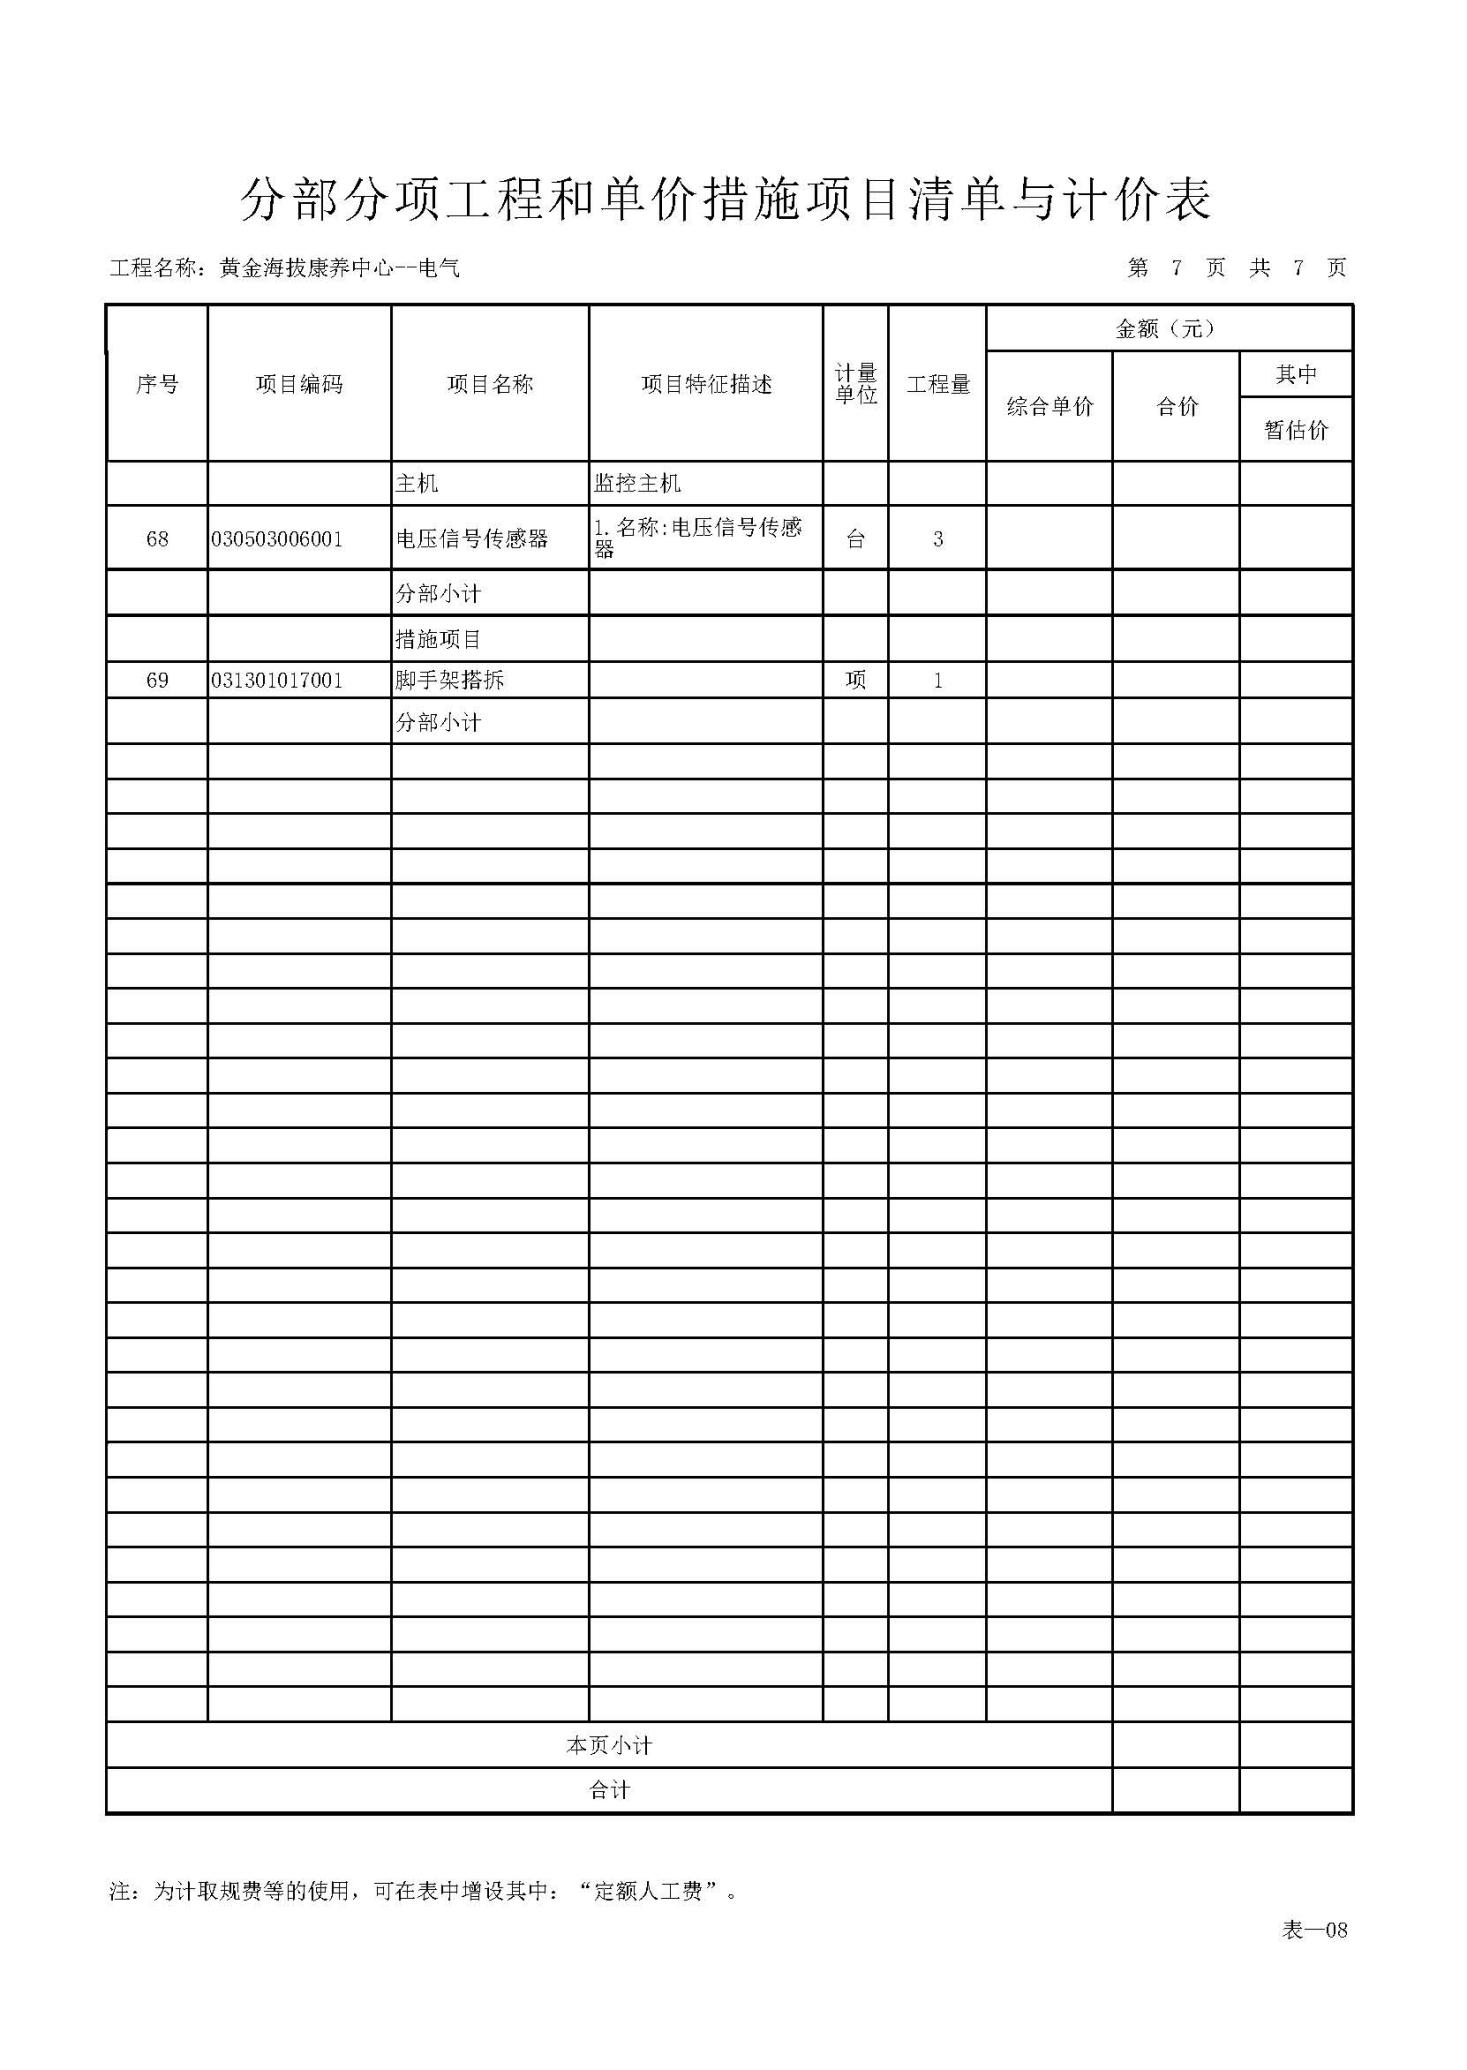 分部分项工程和单价措施项目清单与计价表
工程名称：黄金海拔康养中心--电气 第 7 页 共 7 页
序号 项目编码 项目名称 项目特征描述 计量单位 工程量 金额（元）
综合单价 合价 其中
暂估价
主机 监控主机
68 030503006001 电压信号传感器 1.名称:电压信号传感器 台 3
分部小计
措施项目
69 031301017001 脚手架搭拆 项 1
分部小计
本页小计
合计
注：为计取规费等的使用，可在表中增设其中：“定额人工费”。
表—08